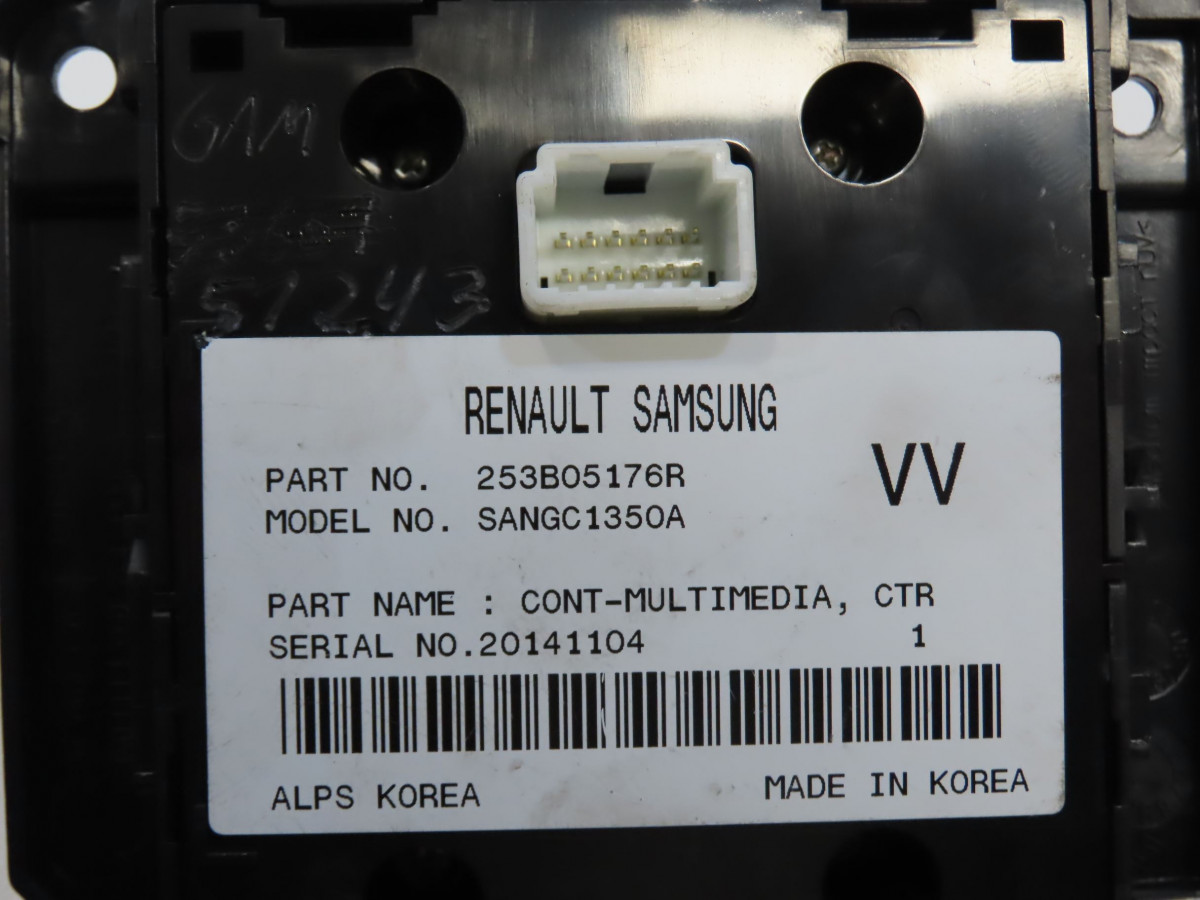 GAM
51243
RENAULT SAMSUNG
PART NO. 253B05176R
VV
MODEL NO. SANGC1350A
PART NAME : CONT-MULTIMEDIA, CTR
SERIAL NO.20141104 1
ALPS KOREA MADE IN KOREA